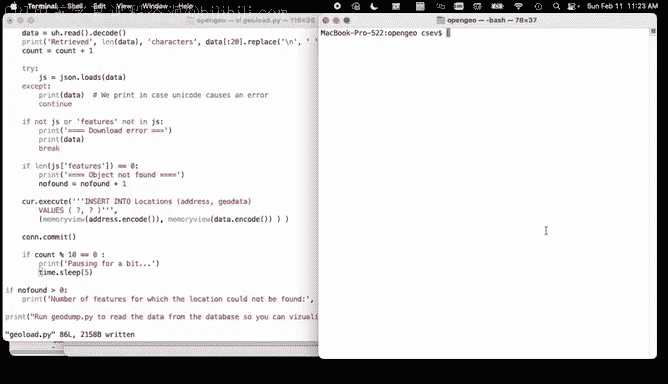 Terminal Shell Edit View Window Help
Sun Feb 11 11:23 AM
opengeo — vi geoload.py — 116×36
data = uh.read().decode()
print('Retrieved', len(data), 'characters', data[:20].replace('\n', ' '
count = count + 1
try:
js = json.loads(data)
except:
print(data)  # We print in case unicode causes an error
continue
if not js or 'features' not in js:
print('==== Download error ===')
print(data)
break
if len(js['features']) == 0:
print('==== Object not found ====')
nofound = nofound + 1
cur.execute('''INSERT INTO Locations (address, geodata)
VALUES ( ?, ? )''',
(memoryview(address.encode()), memoryview(data.encode()) ) )
conn.commit()
if count % 10 == 0 :
print('Pausing for a bit...')
time.sleep(5)
if nofound > 0:
print('Number of features for which the location could not be found:',
print("Run geodump.py to read the data from the database so you can vizuali
"geoload.py" 86L, 2158B written
opengeo — -bash — 78×37
MacBook-Pro-522:opengeo csev$